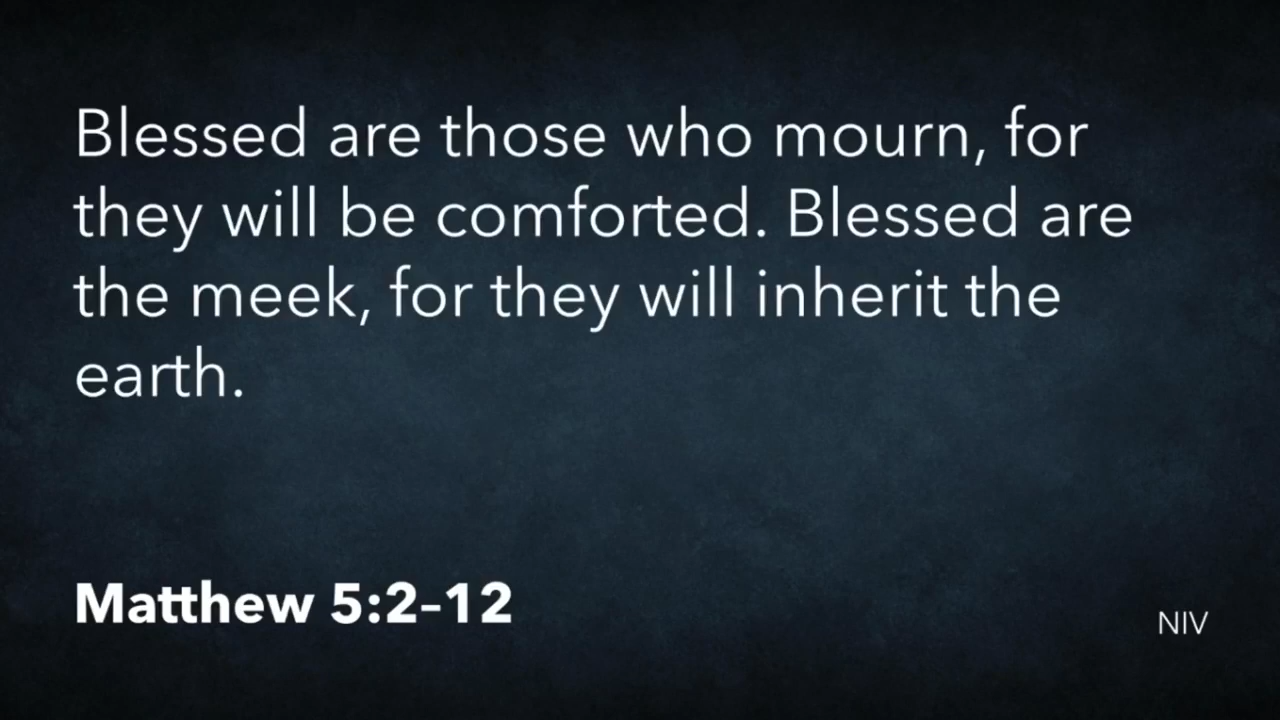 Blessed are those who mourn, for
they will be comforted. Blessed are
the meek, for they will inherit the
earth.
Matthew 5:2–12
NIV